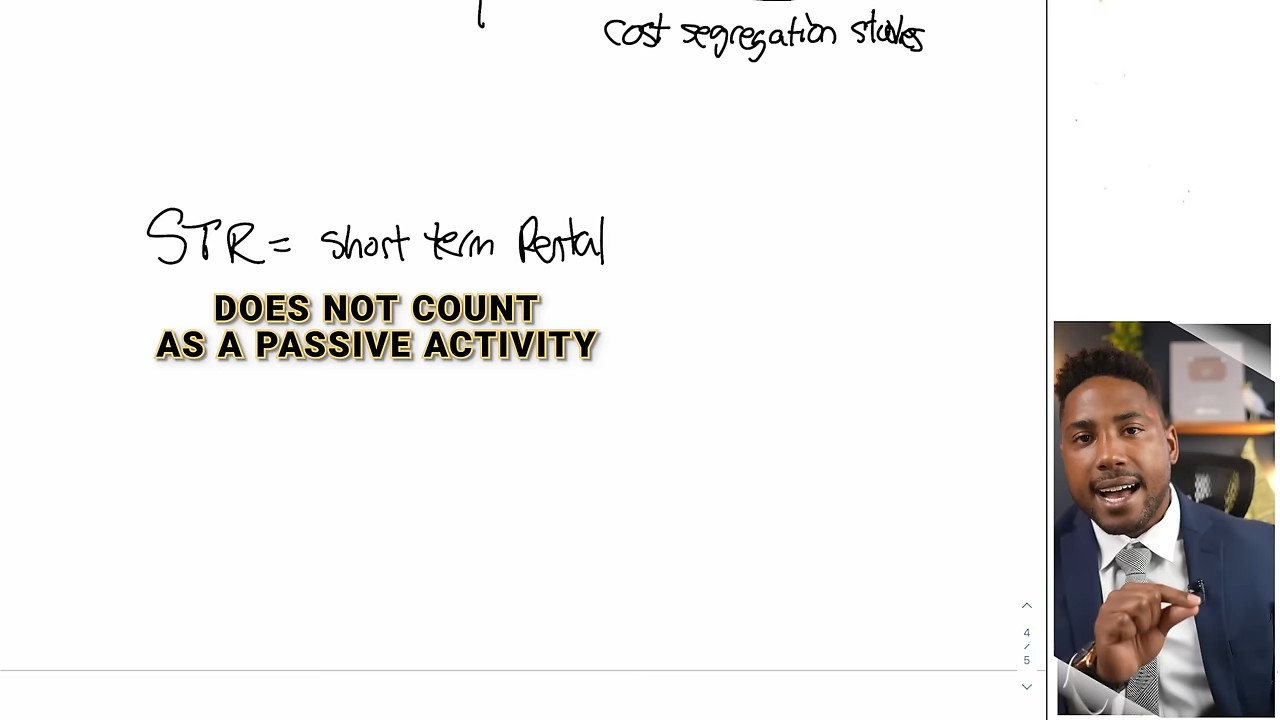 cost segregation studies
STR = short term Rental
DOES NOT COUNT
AS A PASSIVE ACTIVITY
4
/
5